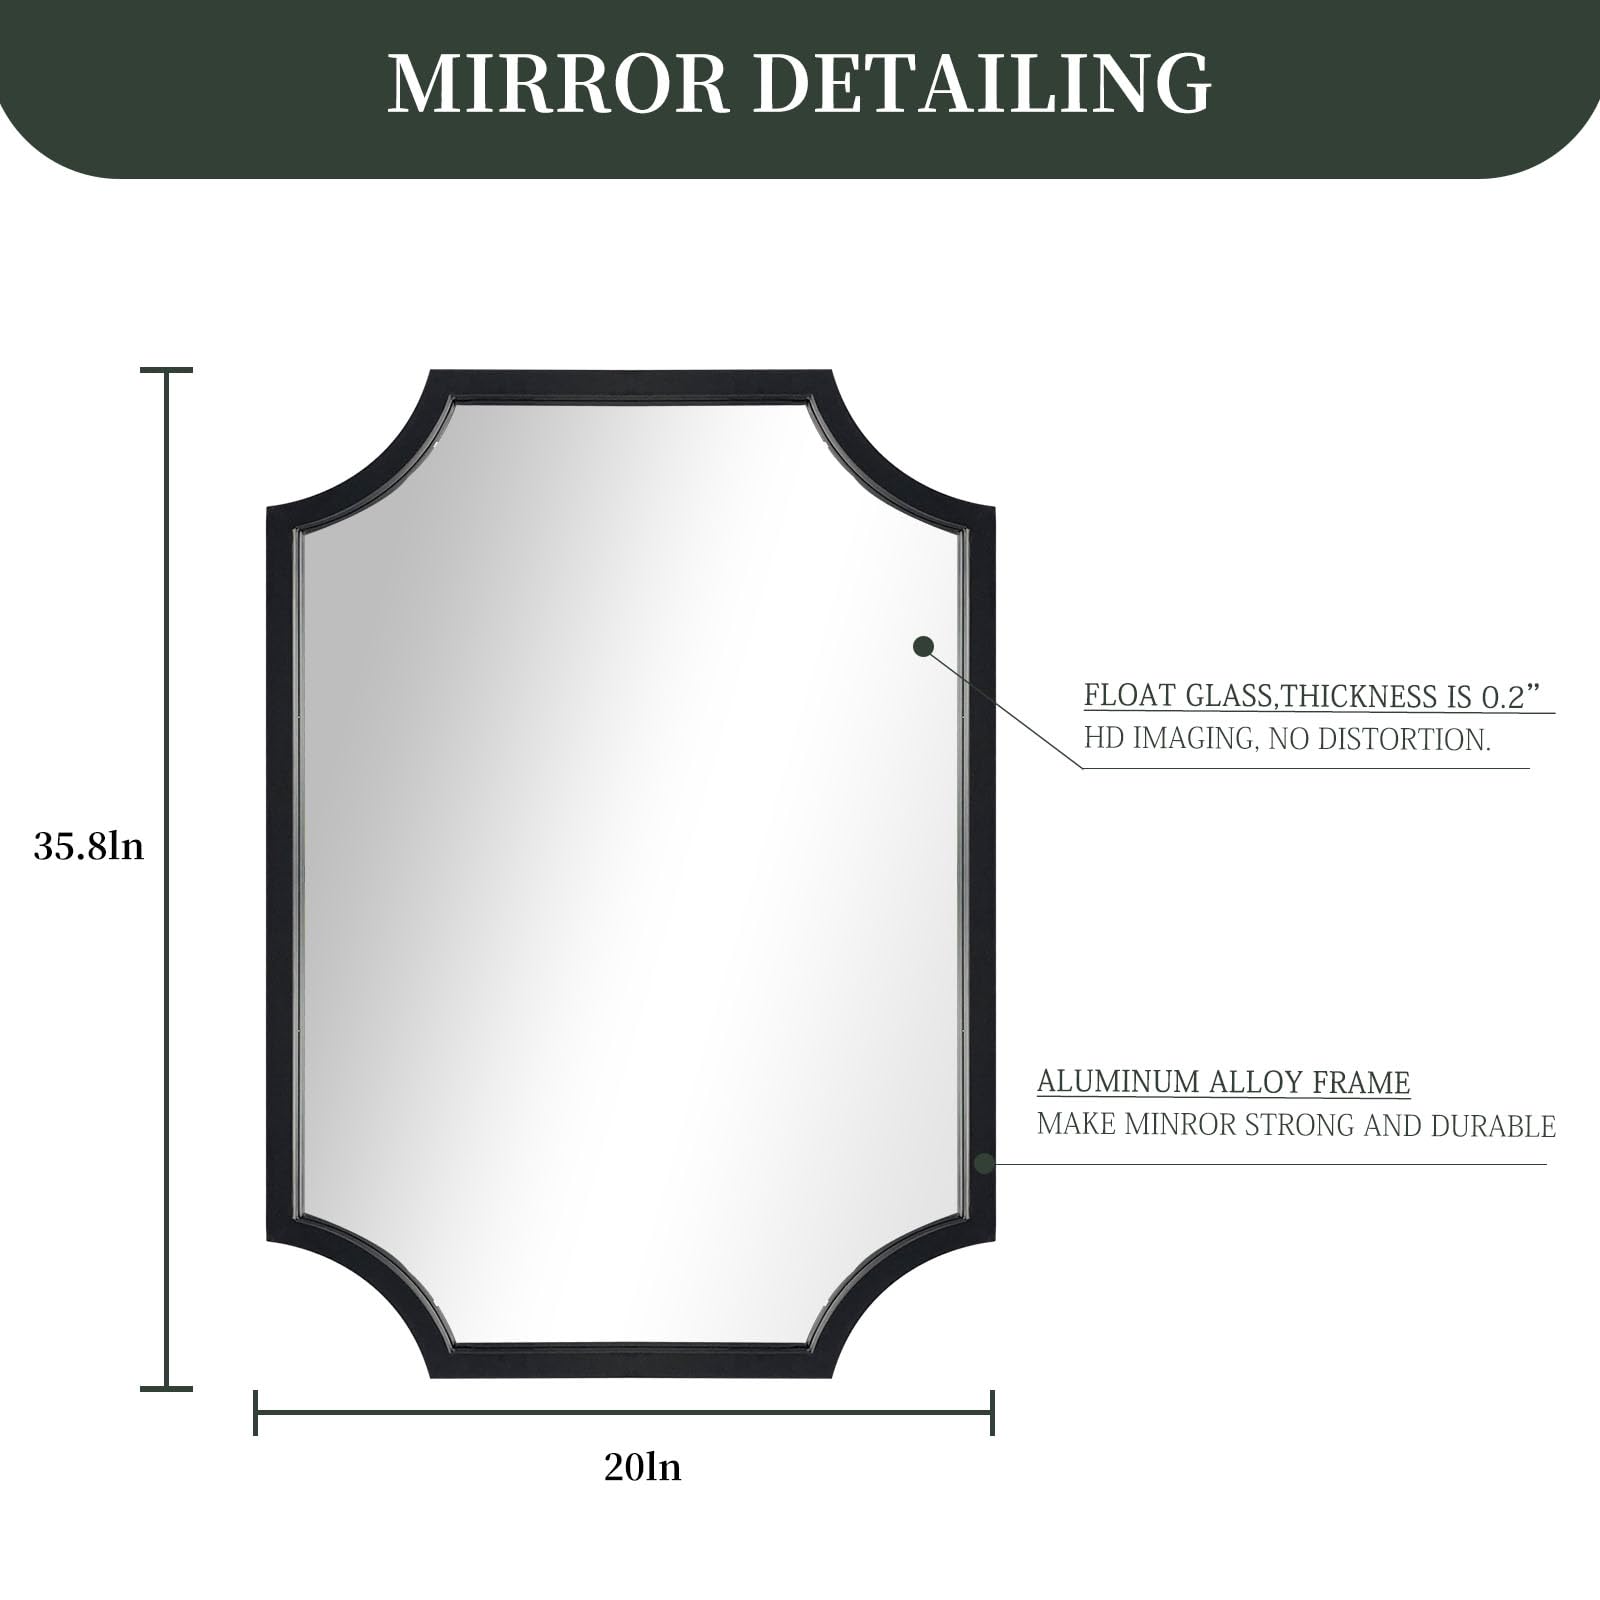 MIRROR DETAILING
FLOAT GLASS,THICKNESS IS 0.2”
HD IMAGING, NO DISTORTION.
35.8ln
ALUMINUM ALLOY FRAME
MAKE MINROR STRONG AND DURABLE
20ln